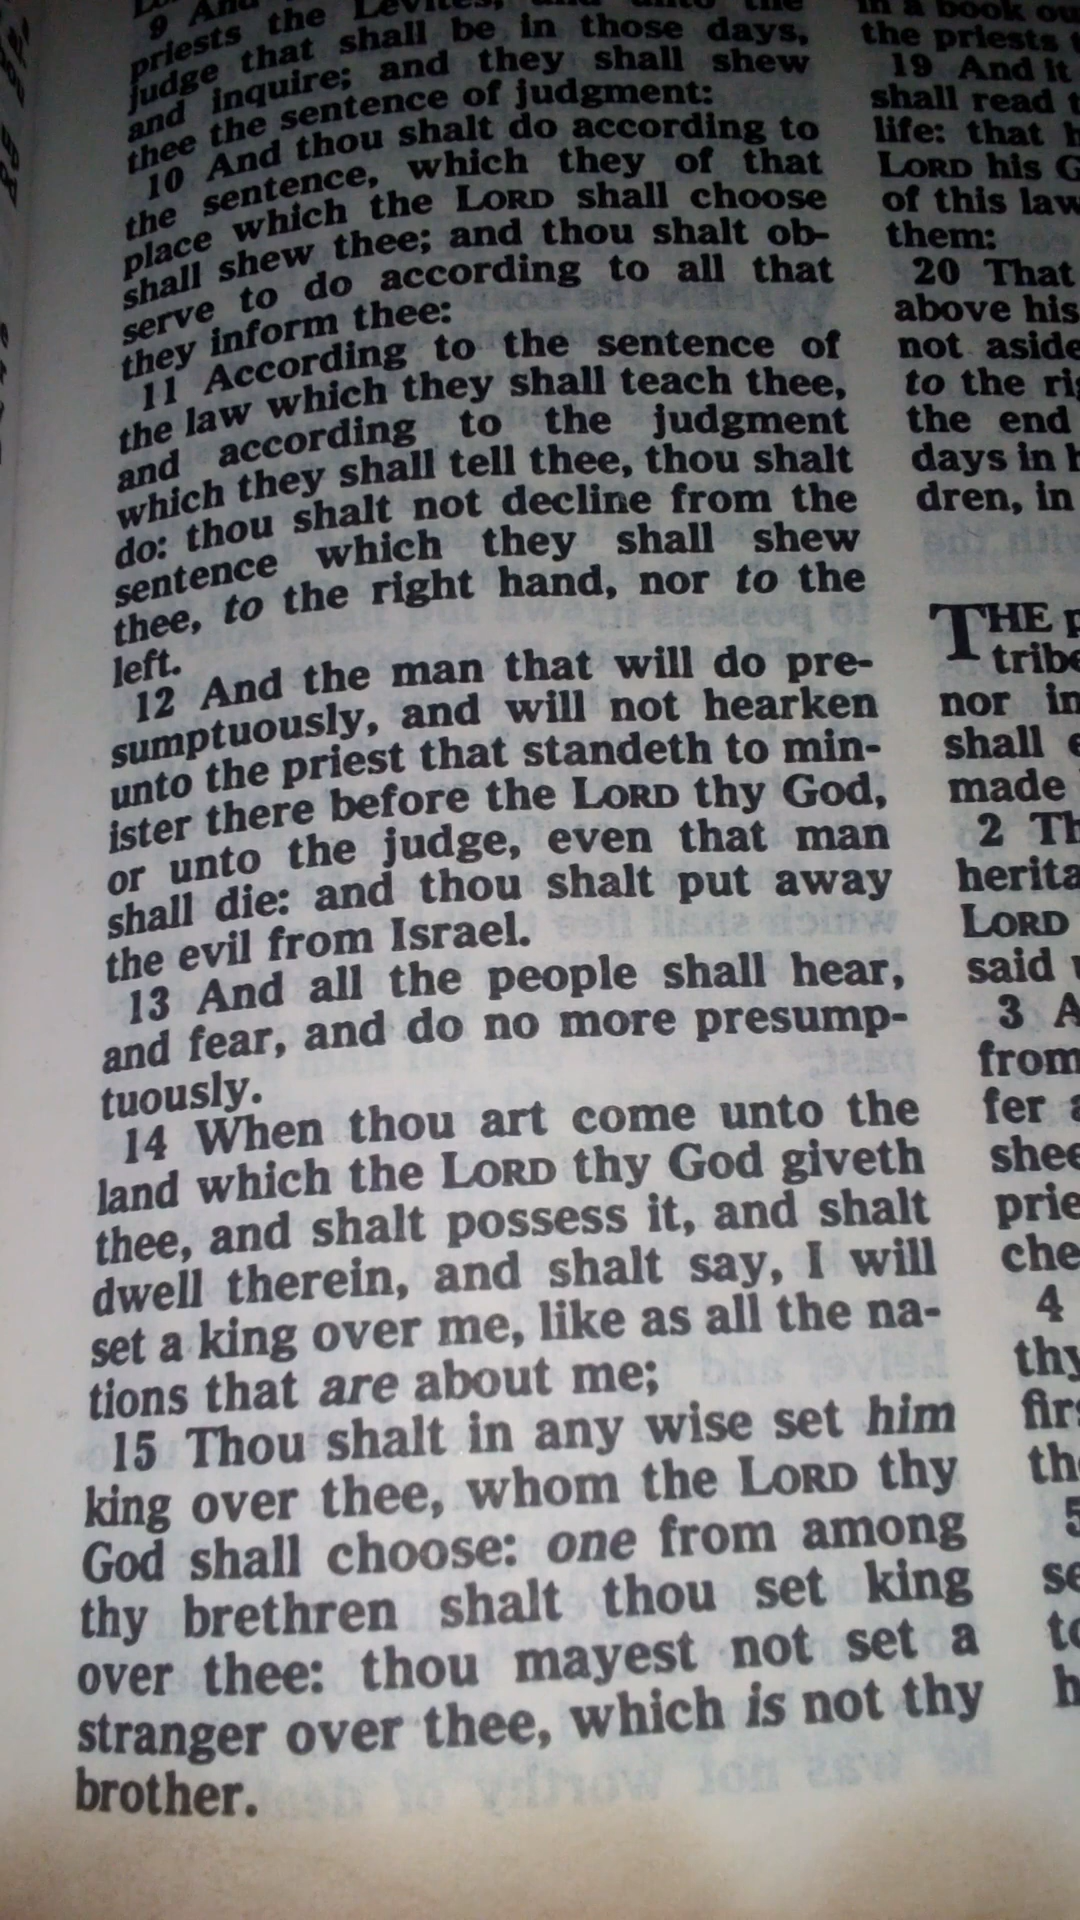 9 And
priests the Levites, and unto the
judge that shall be in those days,
and inquire; and they shall shew
thee the sentence of judgment:
10 And thou shalt do according to
the sentence, which they of that
place which the LORD shall choose
shall shew thee; and thou shalt ob-
serve to do according to all that
they inform thee:
11 According to the sentence of
the law which they shall teach thee,
and according to the judgment
which they shall tell thee, thou shalt
do: thou shalt not decline from the
sentence which they shall shew
thee, to the right hand, nor to the
left.
12 And the man that will do pre-
sumptuously, and will not hearken
unto the priest that standeth to min-
ister there before the LORD thy God,
or unto the judge, even that man
shall die: and thou shalt put away
the evil from Israel.
13 And all the people shall hear,
and fear, and do no more presump-
tuously.
14 When thou art come unto the
land which the LORD thy God giveth
thee, and shalt possess it, and shalt
dwell therein, and shalt say, I will
set a king over me, like as all the na-
tions that are about me;
15 Thou shalt in any wise set him
king over thee, whom the LORD thy
God shall choose: one from among
thy brethren shalt thou set king
over thee: thou mayest not set a
stranger over thee, which is not thy
brother.
in a book
the priests
19 And it
shall read
life: that
LORD his
of this law
them:
20 That
above his
not aside
to the
the end
days in
dren, in
THE
tribe
nor in
shall
made
2
herita
LORD
said
3
from
fer
shee
prie
che
4
thy
fir
th
5
se
to